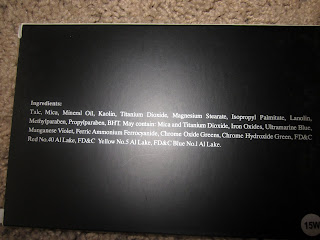 Ingredients:
Talc, Mica, Mineral Oil, Kaolin, Titanium Dioxide, Magnesium Stearate, Isopropyl Palmitate, Lanolin,
Methylparaben, Propylparaben, BHT. May contain: Mica and Titanium Dioxide, Iron Oxides, Ultramarine Blue,
Manganese Violet, Ferric Ammonium Ferrocyanide, Chrome Oxide Greens, Chrome Hydroxide Green, FD&C
Red No.40 Al Lake, FD&C Yellow No.5 Al Lake, FD&C Blue No.1 Al Lake.
15W